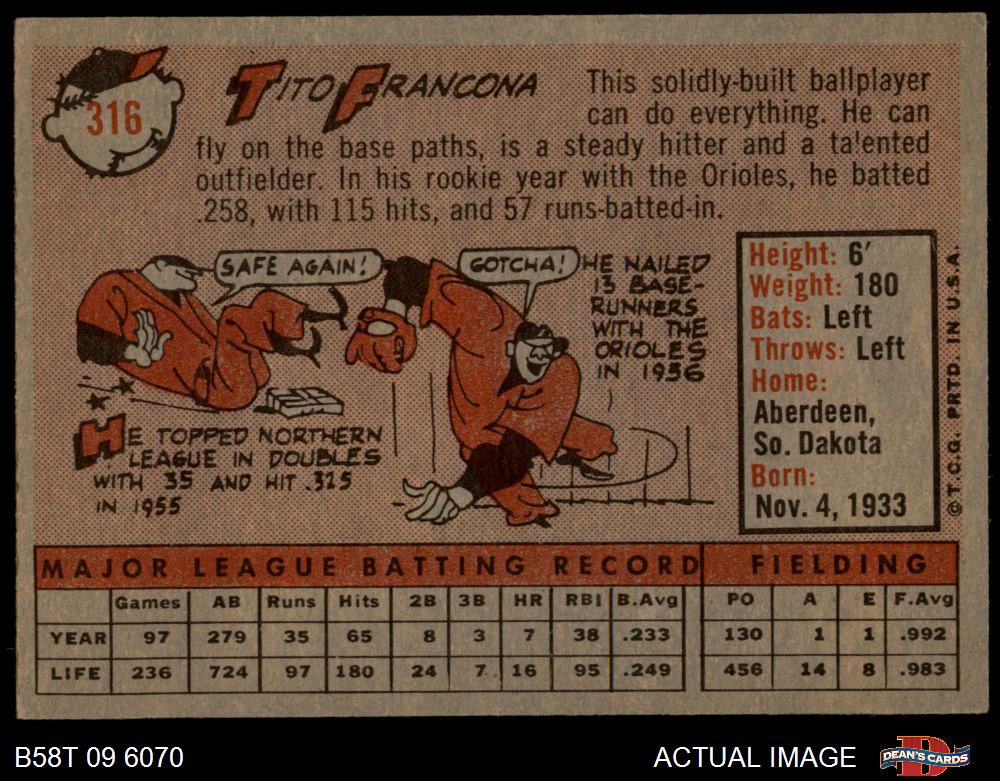 316
TITO FRANCONA
This solidly-built ballplayer
can do everything. He can
fly on the base paths, is a steady hitter and a ta'ented
outfielder. In his rookie year with the Orioles, he batted
.258, with 115 hits, and 57 runs-batted-in.
SAFE AGAIN!
HE TOPPED NORTHERN
LEAGUE IN DOUBLES
WITH 35 AND HIT .325
IN 1955
GOTCHA!
HE NAILED
13 BASE-
RUNNERS
WITH THE
ORIOLES
IN 1956
Height: 6'
Weight: 180
Bats: Left
Throws: Left
Home:
Aberdeen,
So. Dakota
Born:
Nov. 4, 1933
© T.C.G. PRTD. IN U.S.A.
MAJOR LEAGUE BATTING RECORD FIELDING
Games AB Runs Hits 2B 3B HR RBI B.Avg PO A E F.Avg
YEAR 97 279 35 65 8 3 7 38 .233 130 1 1 .992
LIFE 236 724 97 180 24 7 16 95 .249 456 14 8 .983
B58T 09 6070
ACTUAL IMAGE
DEAN'S CARDS